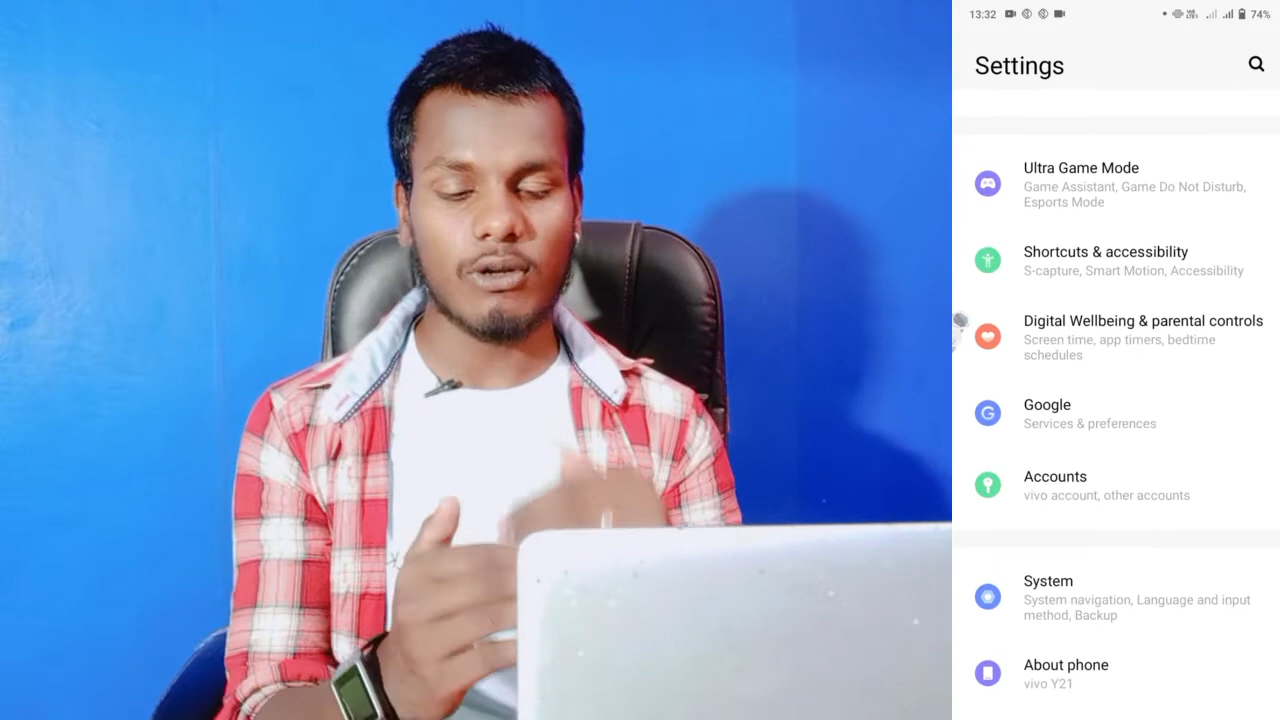 13:32
74%
Settings
Ultra Game Mode
Game Assistant, Game Do Not Disturb,
Esports Mode
Shortcuts & accessibility
S-capture, Smart Motion, Accessibility
Digital Wellbeing & parental controls
Screen time, app timers, bedtime
schedules
Google
Services & preferences
Accounts
vivo account, other accounts
System
System navigation, Language and input
method, Backup
About phone
vivo Y21